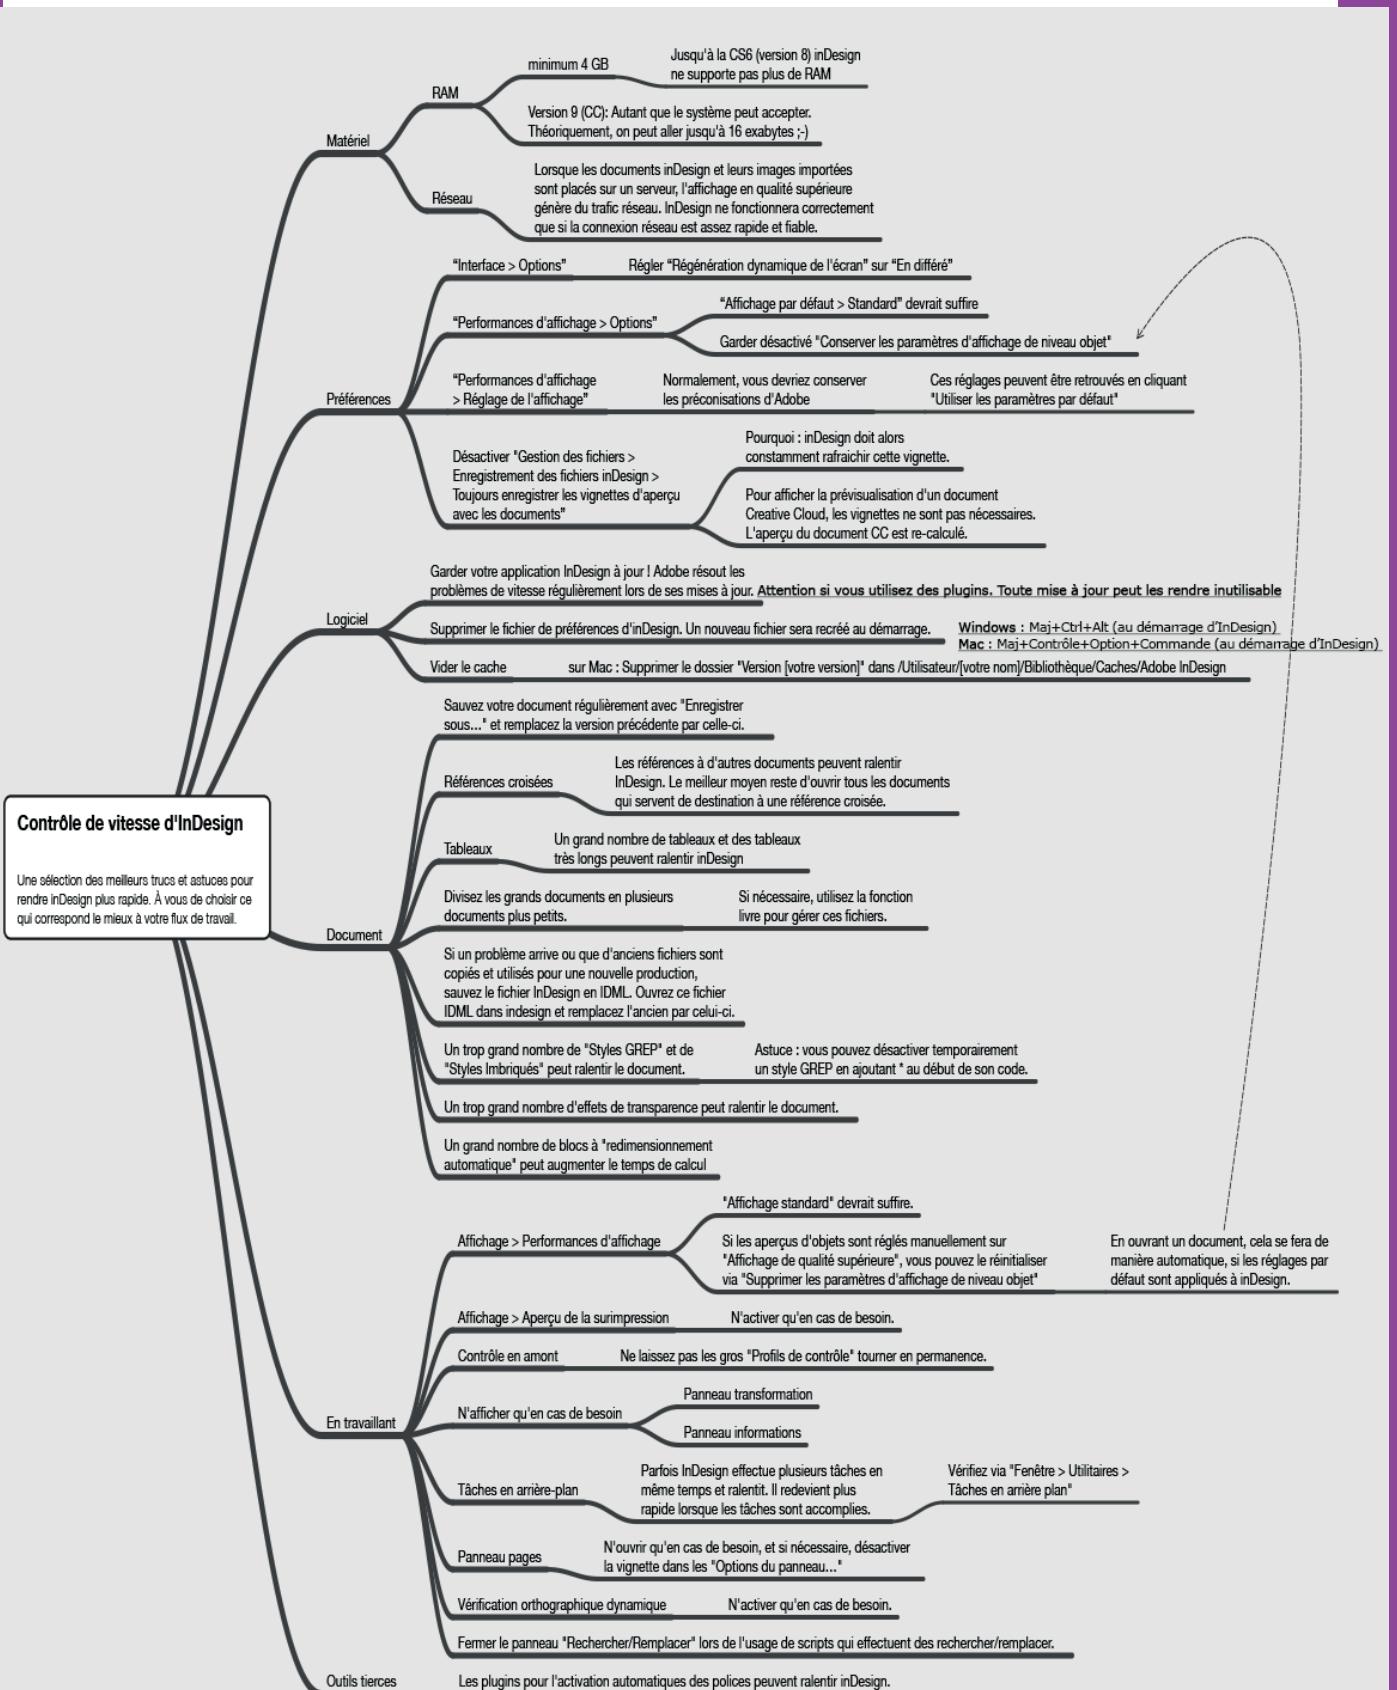 Contrôle de vitesse d'InDesign
Une sélection des meilleurs trucs et astuces pour
rendre inDesign plus rapide. À vous de choisir ce
qui correspond le mieux à votre flux de travail.
Matériel
RAM
minimum 4 GB
Jusqu'à la CS6 (version 8) inDesign
ne supporte pas plus de RAM
Version 9 (CC): Autant que le système peut accepter.
Théoriquement, on peut aller jusqu'à 16 exabytes ;-)
Réseau
Lorsque les documents inDesign et leurs images importées
sont placés sur un serveur, l'affichage en qualité supérieure
génère du trafic réseau. InDesign ne fonctionnera correctement
que si la connexion réseau est assez rapide et fiable.
Préférences
“Interface > Options”
Régler “Régénération dynamique de l'écran” sur “En différé”
“Performances d'affichage > Options”
“Affichage par défaut > Standard” devrait suffire
Garder désactivé "Conserver les paramètres d'affichage de niveau objet"
“Performances d'affichage
> Réglage de l'affichage”
Normalement, vous devriez conserver
les préconisations d'Adobe
Ces réglages peuvent être retrouvés en cliquant
"Utiliser les paramètres par défaut"
Désactiver "Gestion des fichiers >
Enregistrement des fichiers inDesign >
Toujours enregistrer les vignettes d'aperçu
avec les documents”
Pourquoi : inDesign doit alors
constamment rafraichir cette vignette.
Pour afficher la prévisualisation d'un document
Creative Cloud, les vignettes ne sont pas nécessaires.
L'aperçu du document CC est re-calculé.
Logiciel
Garder votre application InDesign à jour ! Adobe résout les
problèmes de vitesse régulièrement lors de ses mises à jour. Attention si vous utilisez des plugins. Toute mise à jour peut les rendre inutilisable
Supprimer le fichier de préférences d'inDesign. Un nouveau fichier sera recréé au démarrage.
Windows : Maj+Ctrl+Alt (au démarrage d’InDesign)
Mac : Maj+Contrôle+Option+Commande (au démarrage d’InDesign)
Vider le cache
sur Mac : Supprimer le dossier "Version [votre version]" dans /Utilisateur/[votre nom]/Bibliothèque/Caches/Adobe InDesign
Document
Sauvez votre document régulièrement avec "Enregistrer
sous..." et remplacez la version précédente par celle-ci.
Références croisées
Les références à d'autres documents peuvent ralentir
InDesign. Le meilleur moyen reste d'ouvrir tous les documents
qui servent de destination à une référence croisée.
Tableaux
Un grand nombre de tableaux et des tableaux
très longs peuvent ralentir inDesign
Divisez les grands documents en plusieurs
documents plus petits.
Si nécessaire, utilisez la fonction
livre pour gérer ces fichiers.
Si un problème arrive ou que d'anciens fichiers sont
copiés et utilisés pour une nouvelle production,
sauvez le fichier InDesign en IDML. Ouvrez ce fichier
IDML dans indesign et remplacez l'ancien par celui-ci.
Un trop grand nombre de "Styles GREP" et de
"Styles Imbriqués" peut ralentir le document.
Astuce : vous pouvez désactiver temporairement
un style GREP en ajoutant * au début de son code.
Un trop grand nombre d'effets de transparence peut ralentir le document.
Un grand nombre de blocs à "redimensionnement
automatique" peut augmenter le temps de calcul
En travaillant
Affichage > Performances d'affichage
"Affichage standard" devrait suffire.
Si les aperçus d'objets sont réglés manuellement sur
"Affichage de qualité supérieure", vous pouvez le réinitialiser
via "Supprimer les paramètres d'affichage de niveau objet"
En ouvrant un document, cela se fera de
manière automatique, si les réglages par
défaut sont appliqués à inDesign.
Affichage > Aperçu de la surimpression
N'activer qu'en cas de besoin.
Contrôle en amont
Ne laissez pas les gros "Profils de contrôle" tourner en permanence.
N'afficher qu'en cas de besoin
Panneau transformation
Panneau informations
Tâches en arrière-plan
Parfois InDesign effectue plusieurs tâches en
même temps et ralentit. Il redevient plus
rapide lorsque les tâches sont accomplies.
Vérifiez via "Fenêtre > Utilitaires >
Tâches en arrière plan"
Panneau pages
N'ouvrir qu'en cas de besoin, et si nécessaire, désactiver
la vignette dans les "Options du panneau..."
Vérification orthographique dynamique
N'activer qu'en cas de besoin.
Fermer le panneau "Rechercher/Remplacer" lors de l'usage de scripts qui effectuent des rechercher/remplacer.
Outils tierces
Les plugins pour l'activation automatiques des polices peuvent ralentir inDesign.